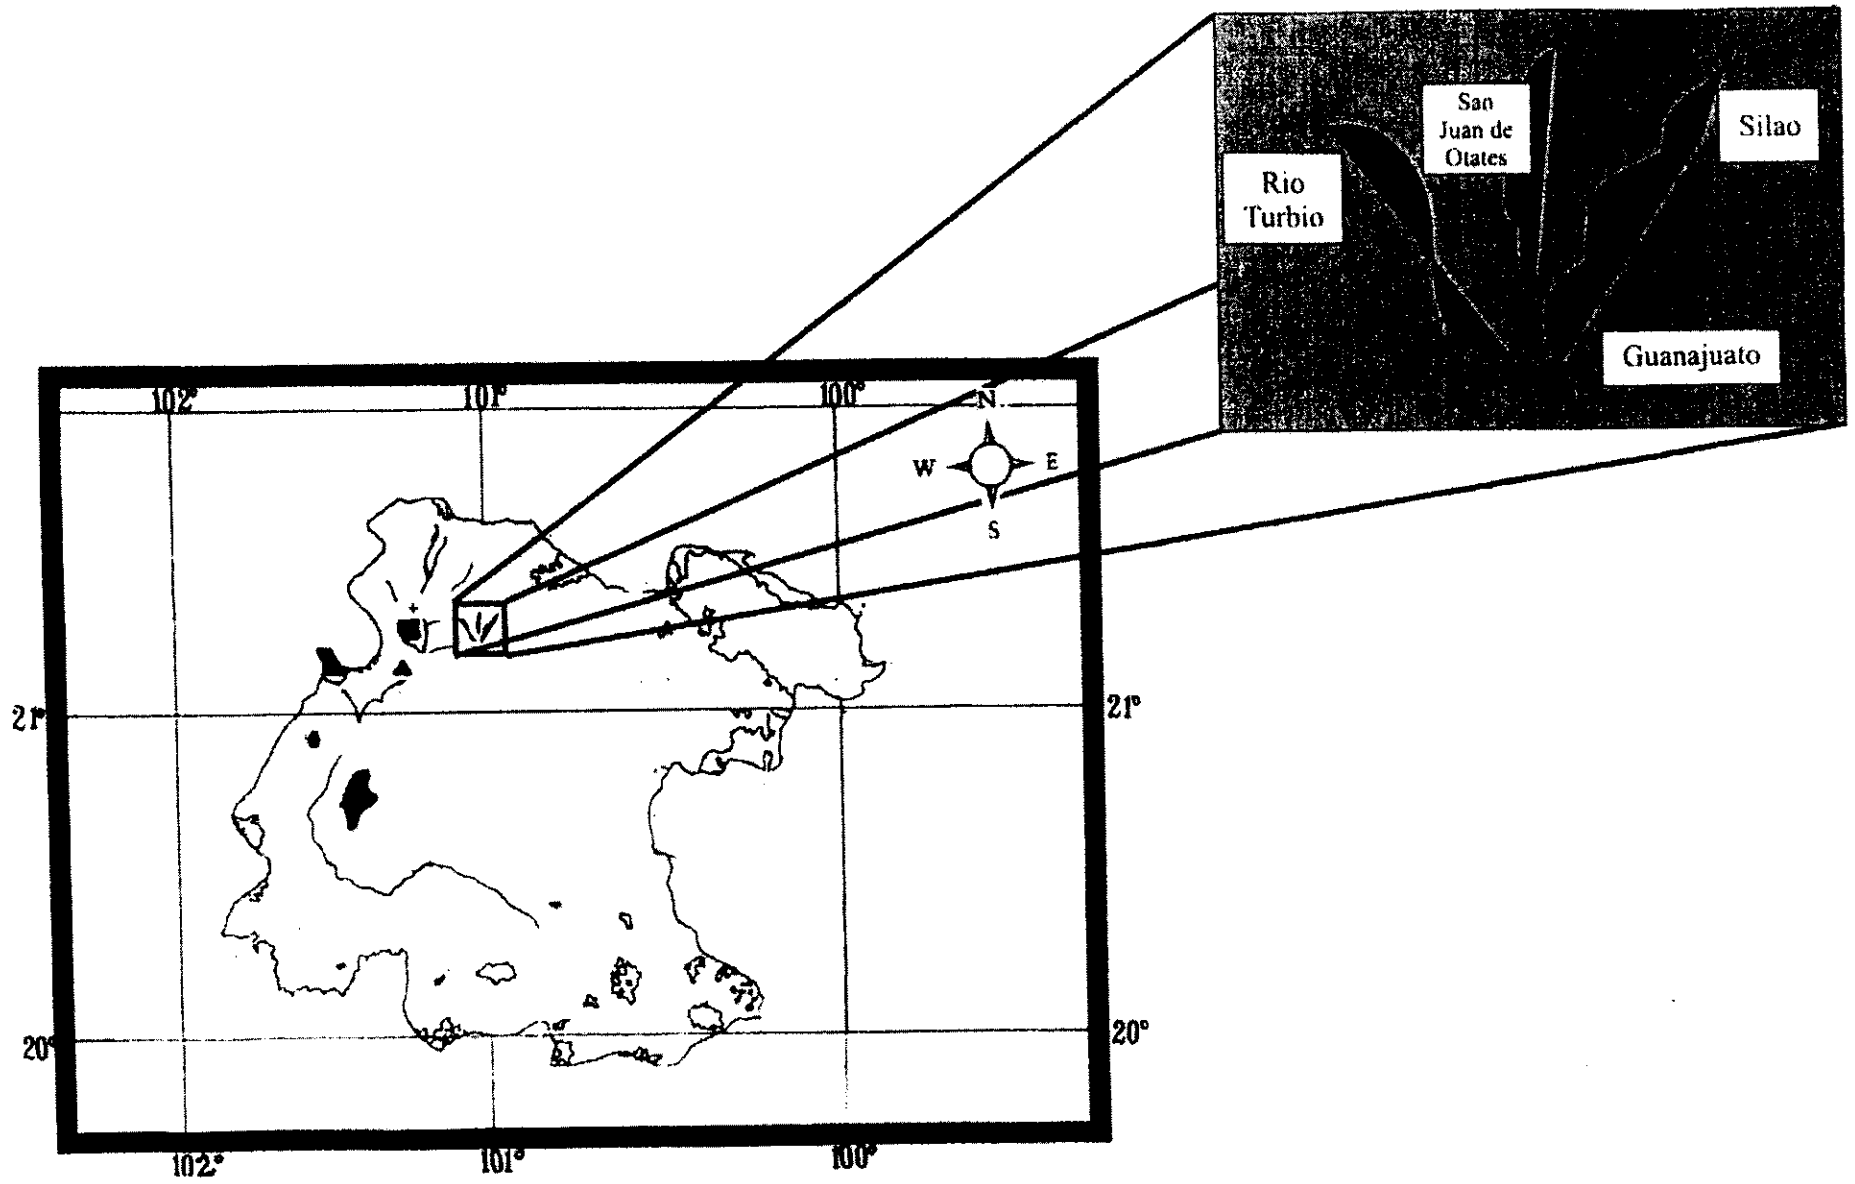 San
Juan de
Otates
Silao
Rio
Turbio
Guanajuato
102°
101°
100°
N
W
E
S
21°
21°
20°
20°
102°
101°
100°